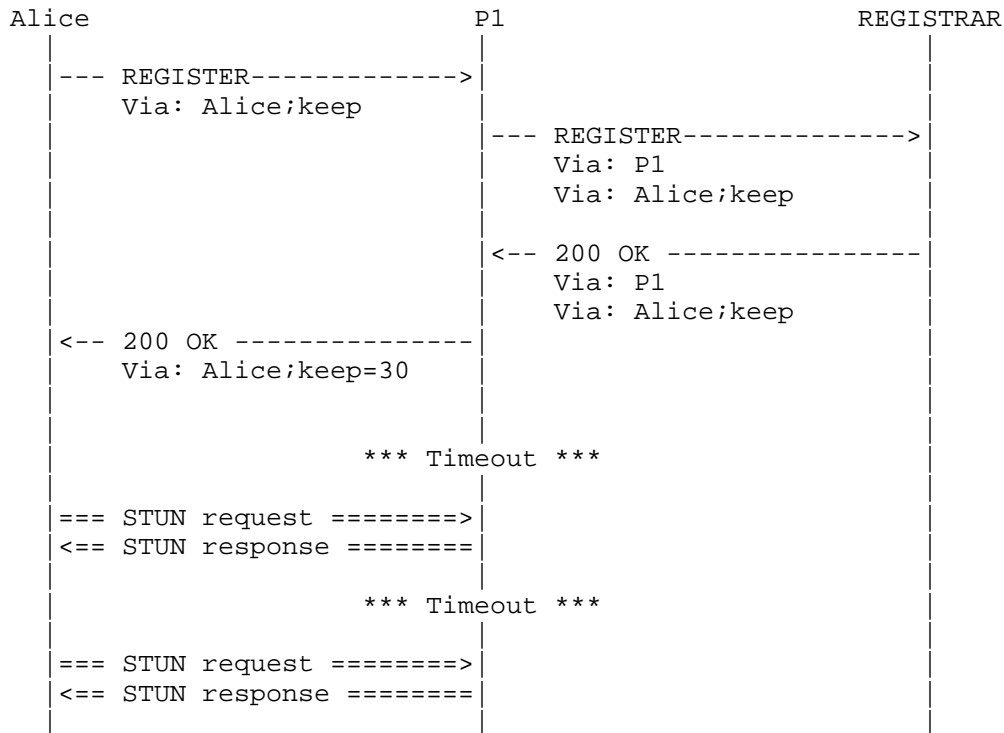 Alice P1 REGISTRAR
|--- REGISTER------------->|
Via: Alice;keep
|--- REGISTER-------------->|
Via: P1
Via: Alice;keep
|<-- 200 OK ----------------|
Via: P1
Via: Alice;keep
|<-- 200 OK ---------------|
Via: Alice;keep=30
*** Timeout ***
|=== STUN request ========>|
|<== STUN response ========|
*** Timeout ***
|=== STUN request ========>|
|<== STUN response ========|